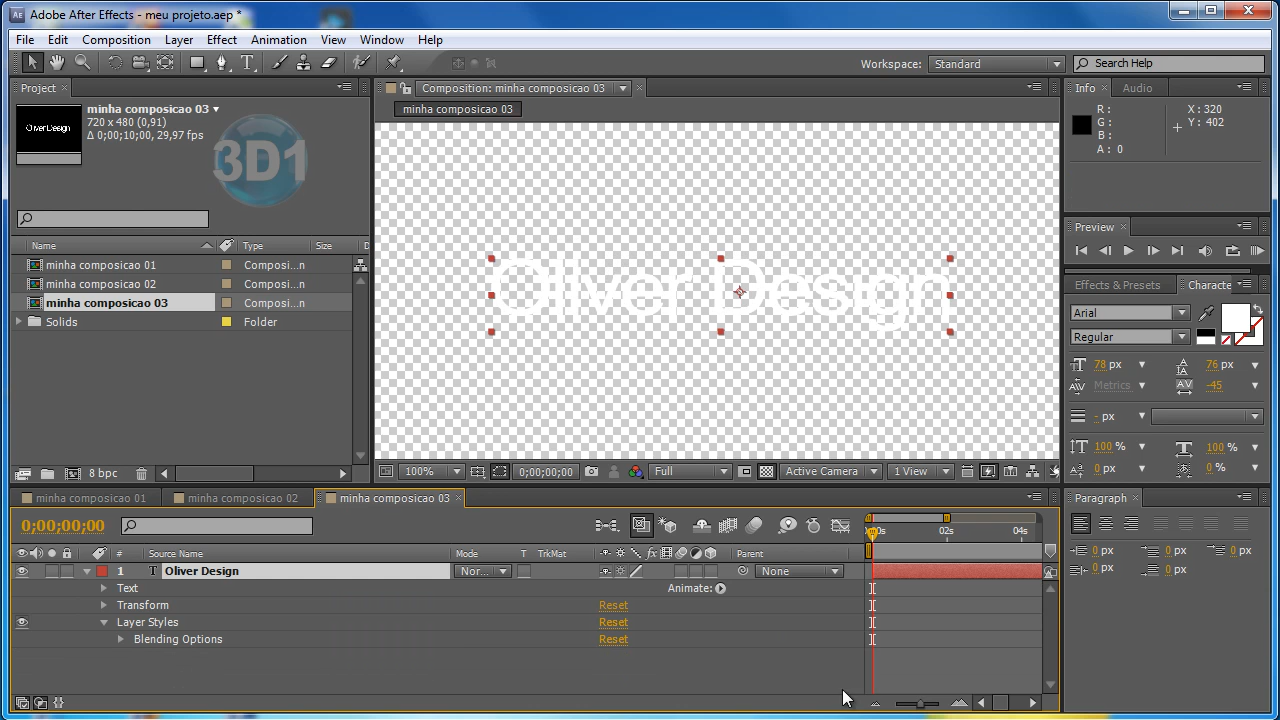 Adobe After Effects - meu projeto.aep *
File Edit Composition Layer Effect Animation View Window Help
Workspace: Standard Search Help
Project
minha composicao 03
720 x 480 (0,91)
Δ 0;00;10;00, 29,97 fps
Oliver Design
3D1
Name Type Size
minha composicao 01 Composi...n
minha composicao 02 Composi...n
minha composicao 03 Composi...n
Solids Folder
8 bpc
Composition: minha composicao 03
minha composicao 03
Oliver Design
100% 0;00;00;00 Full Active Camera 1 View
Info Audio
R :
G :
B :
A : 0
X : 320
Y : 402
Preview
Effects & Presets Characte
Arial
Regular
78 px 76 px
Metrics -45
- px
100 % 100 %
0 px 0 %
Paragraph
0 px 0 px 0 px
0 px 0 px
minha composicao 01 minha composicao 02 minha composicao 03
0;00;00;00
02s 04s
# Source Name Mode T TrkMat Parent
1 T Oliver Design Nor... None
Text Animate:
Transform Reset
Layer Styles Reset
Blending Options Reset